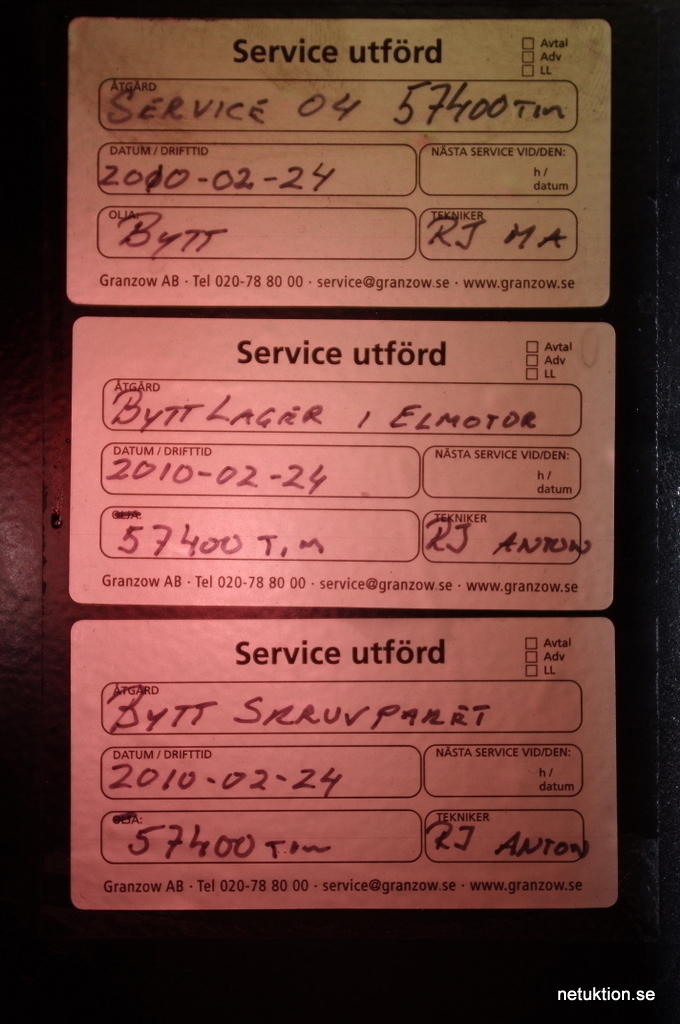 Service utförd
Avtal
Adv
LL
ÅTGÄRD
SERVICE 04 57400 TIM
DATUM / DRIFTTID
2010-02-24
NÄSTA SERVICE VID/DEN:
h /
datum
OLJA:
BYTT
TEKNIKER
RJ MA
Granzow AB · Tel 020-78 80 00 · service@granzow.se · www.granzow.se
Service utförd
Avtal
Adv
LL
ÅTGÄRD
BYTT LAGER I ELMOTOR
DATUM / DRIFTTID
2010-02-24
NÄSTA SERVICE VID/DEN:
h /
datum
OLJA:
57400 T.M
TEKNIKER
RJ ANTON
Granzow AB · Tel 020-78 80 00 · service@granzow.se · www.granzow.se
Service utförd
Avtal
Adv
LL
ÅTGÄRD
BYTT SKRUVPARET
DATUM / DRIFTTID
2010-02-24
NÄSTA SERVICE VID/DEN:
h /
datum
OLJA:
57400 TIM
TEKNIKER
RJ ANTON
Granzow AB · Tel 020-78 80 00 · service@granzow.se · www.granzow.se
netuktion.se